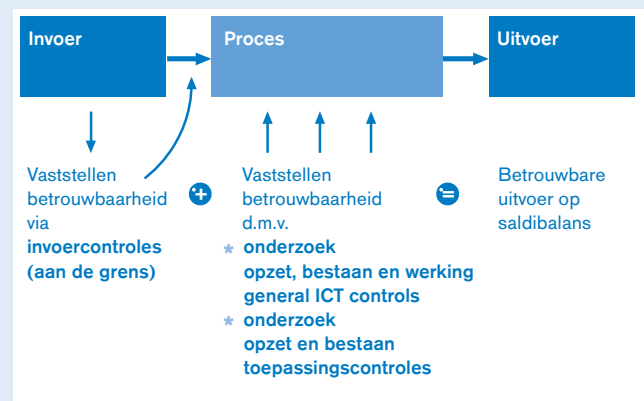 Invoer
Proces
Uitvoer
Vaststellen
betrouwbaarheid
via
invoercontroles
(aan de grens)
+
Vaststellen
betrouwbaarheid
d.m.v.
* onderzoek
opzet, bestaan en werking
general ICT controls
* onderzoek
opzet en bestaan
toepassingscontroles
=
Betrouwbare
uitvoer op
saldibalans